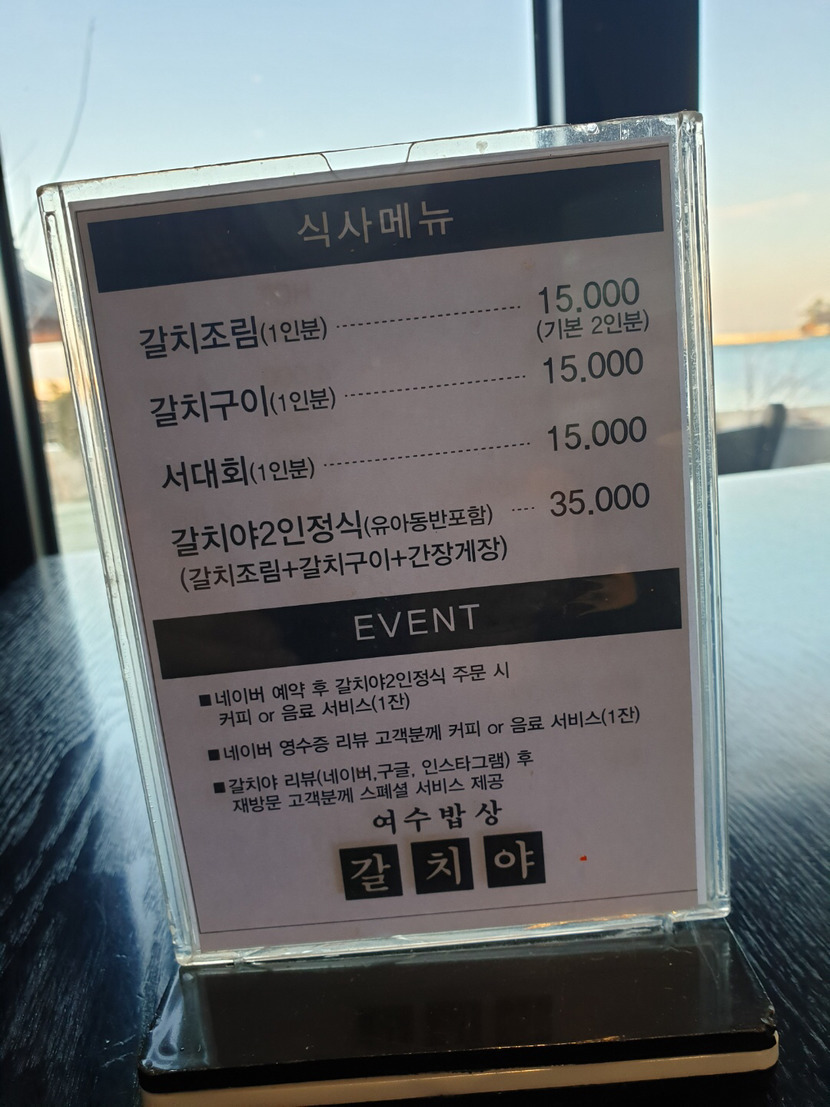 식사메뉴
갈치조림(1인분) 15.000
(기본 2인분)
갈치구이(1인분) 15.000
서대회(1인분) 15.000
갈치야2인정식(유아동반포함) 35.000
(갈치조림+갈치구이+간장게장)
EVENT
■네이버 예약 후 갈치야2인정식 주문 시
커피 or 음료 서비스(1잔)
■네이버 영수증 리뷰 고객분께 커피 or 음료 서비스(1잔)
■갈치야 리뷰(네이버,구글, 인스타그램) 후
재방문 고객분께 스폐셜 서비스 제공
여수밥상
갈치야